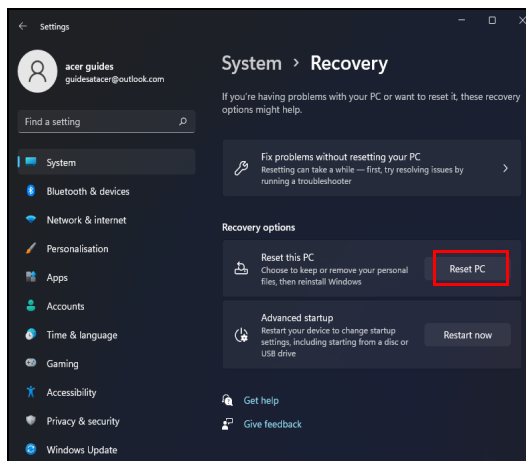 Settings
acer guides
guidesatacer@outlook.com
Find a setting
System
Bluetooth & devices
Network & internet
Personalisation
Apps
Accounts
Time & language
Gaming
Accessibility
Privacy & security
Windows Update
System > Recovery
If you're having problems with your PC or want to reset it, these recovery
options might help.
Fix problems without resetting your PC
Resetting can take a while — first, try resolving issues by
running a troubleshooter
Recovery options
Reset this PC
Choose to keep or remove your personal
files, then reinstall Windows
Reset PC
Advanced startup
Restart your device to change startup
settings, including starting from a disc or
USB drive
Restart now
Get help
Give feedback